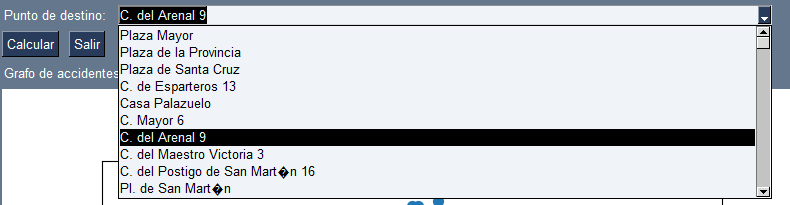 Punto de destino: C. del Arenal 9
Calcular Salir
Grafo de accidentes
Plaza Mayor
Plaza de la Provincia
Plaza de Santa Cruz
C. de Esparteros 13
Casa Palazuelo
C. Mayor 6
C. del Arenal 9
C. del Maestro Victoria 3
C. del Postigo de San Mart�n 16
Pl. de San Mart�n